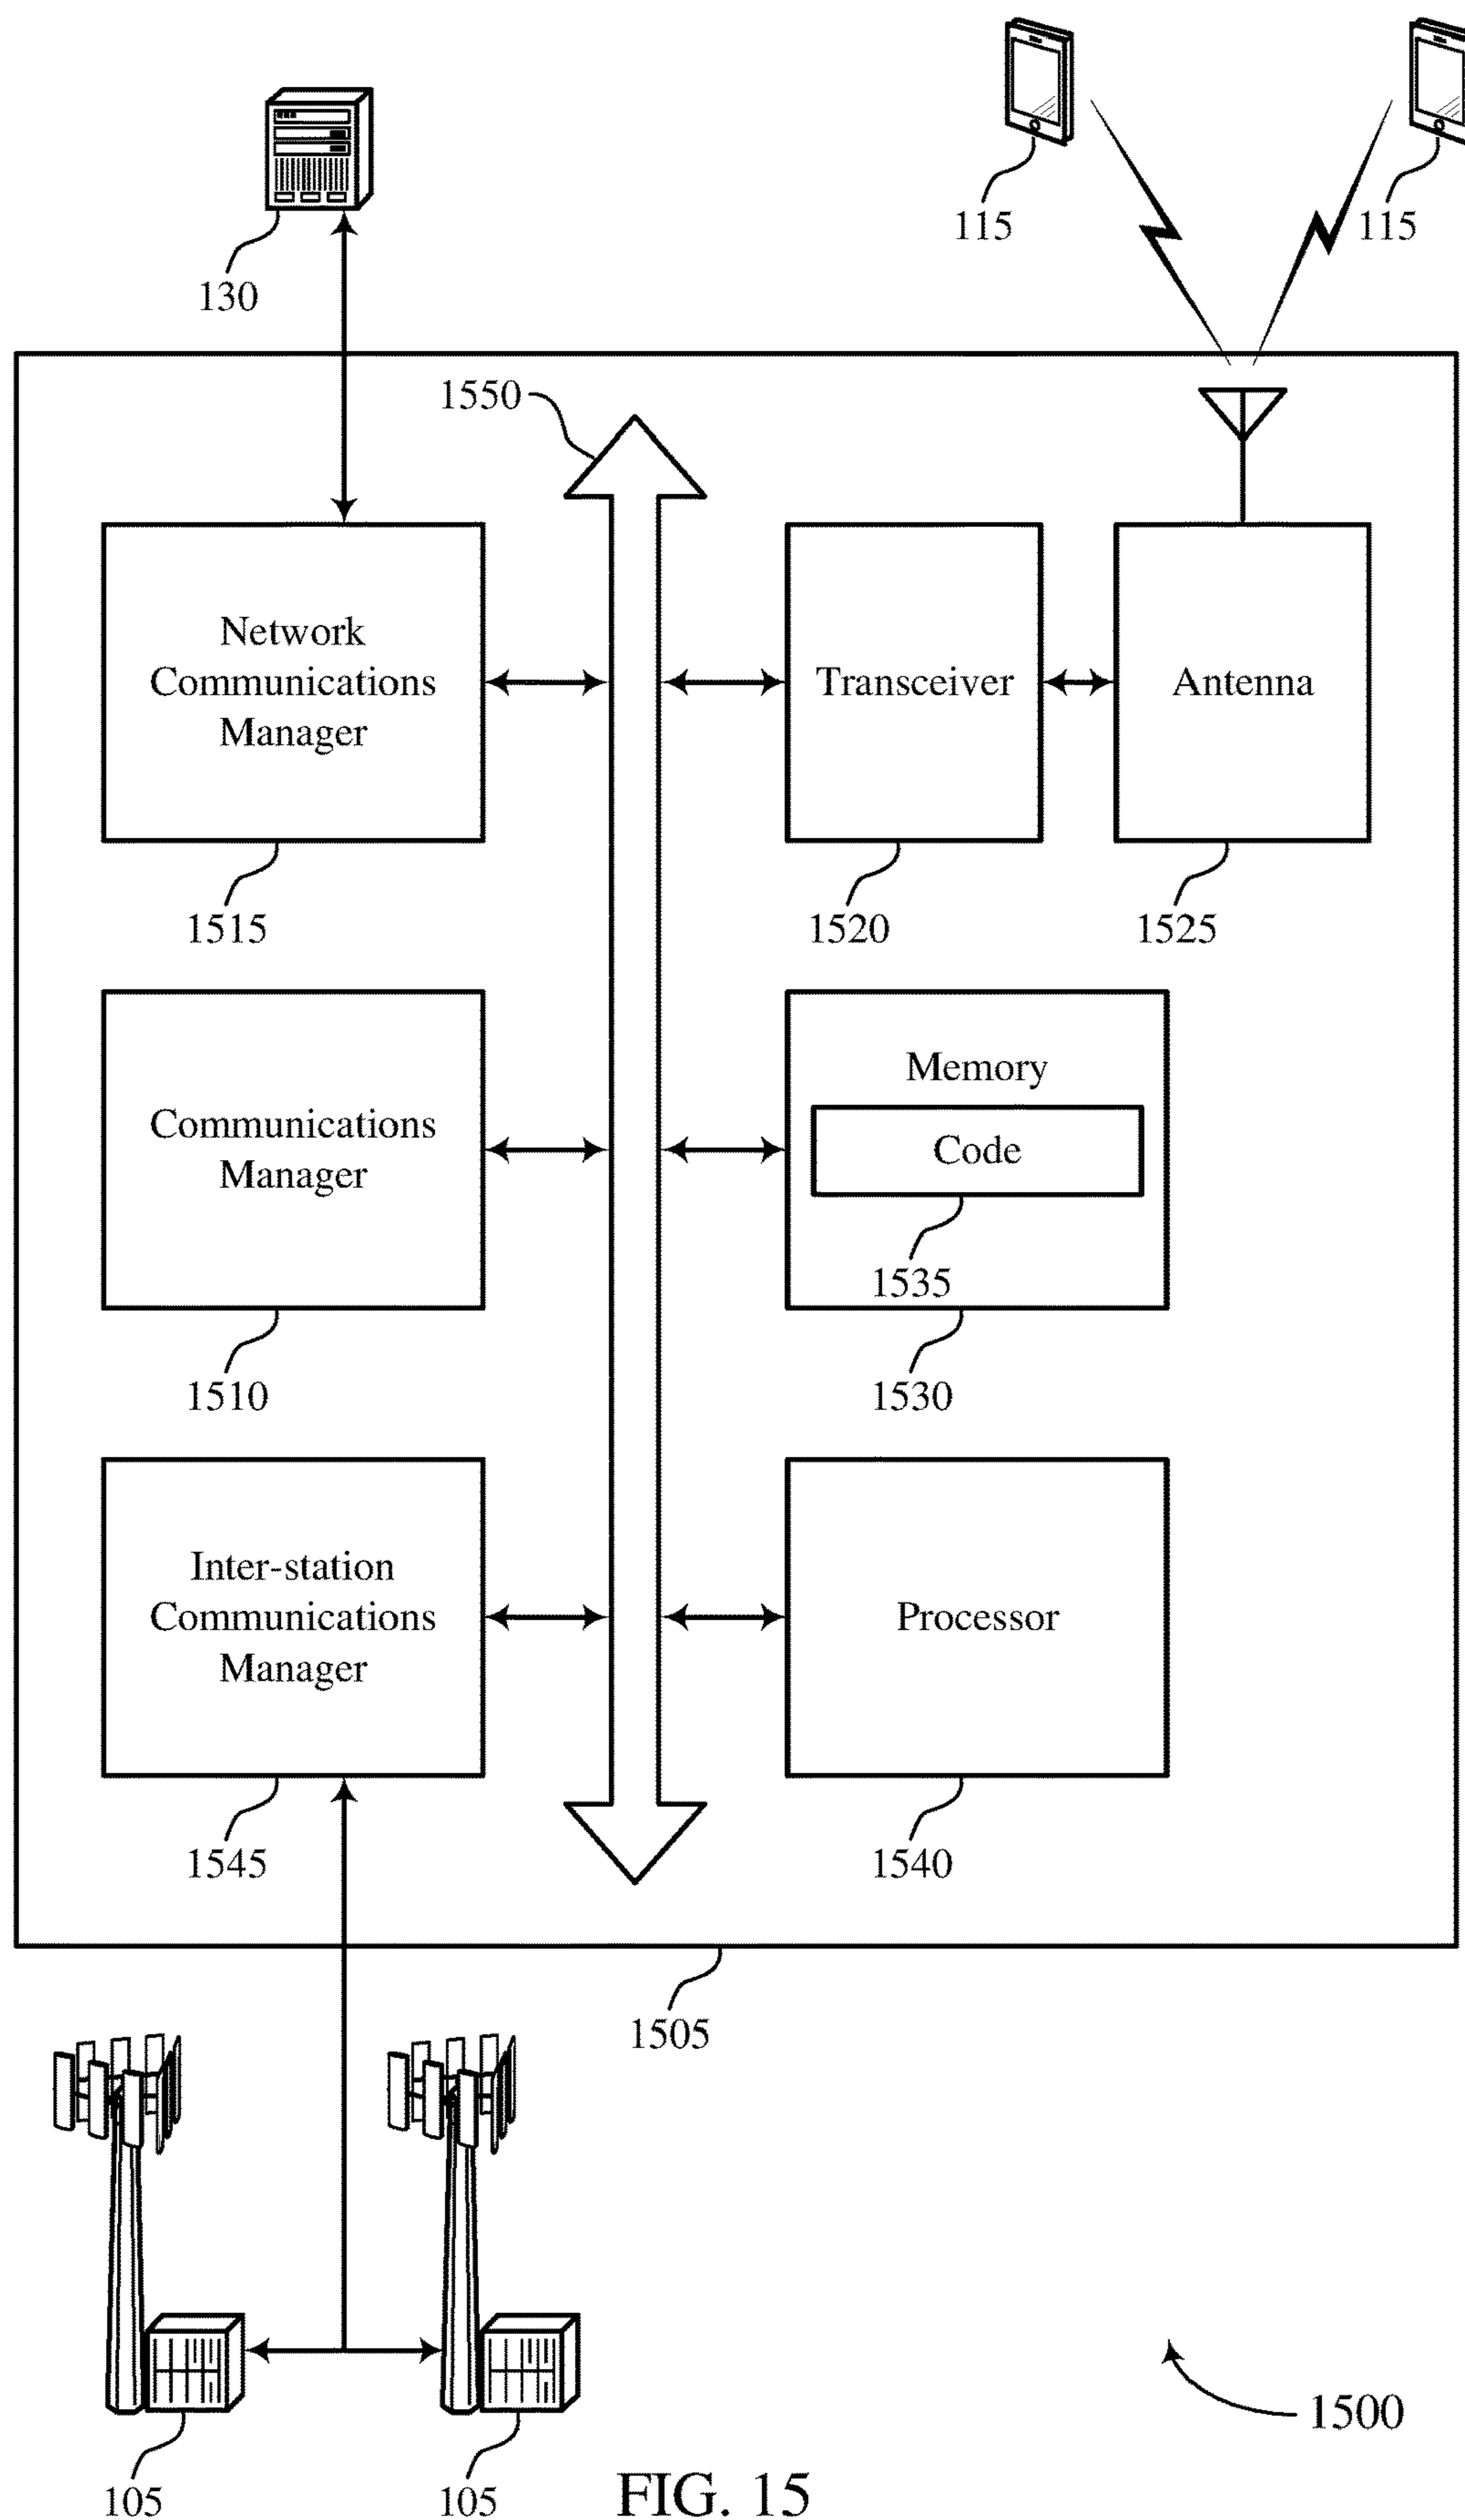 115
115
130
1550
Network
Communications
Manager
Transceiver
Antenna
1515
1520
1525
Communications
Manager
Memory
Code
1535
1510
1530
Inter-station
Communications
Manager
Processor
1545
1540
1505
1500
105
105
FIG. 15